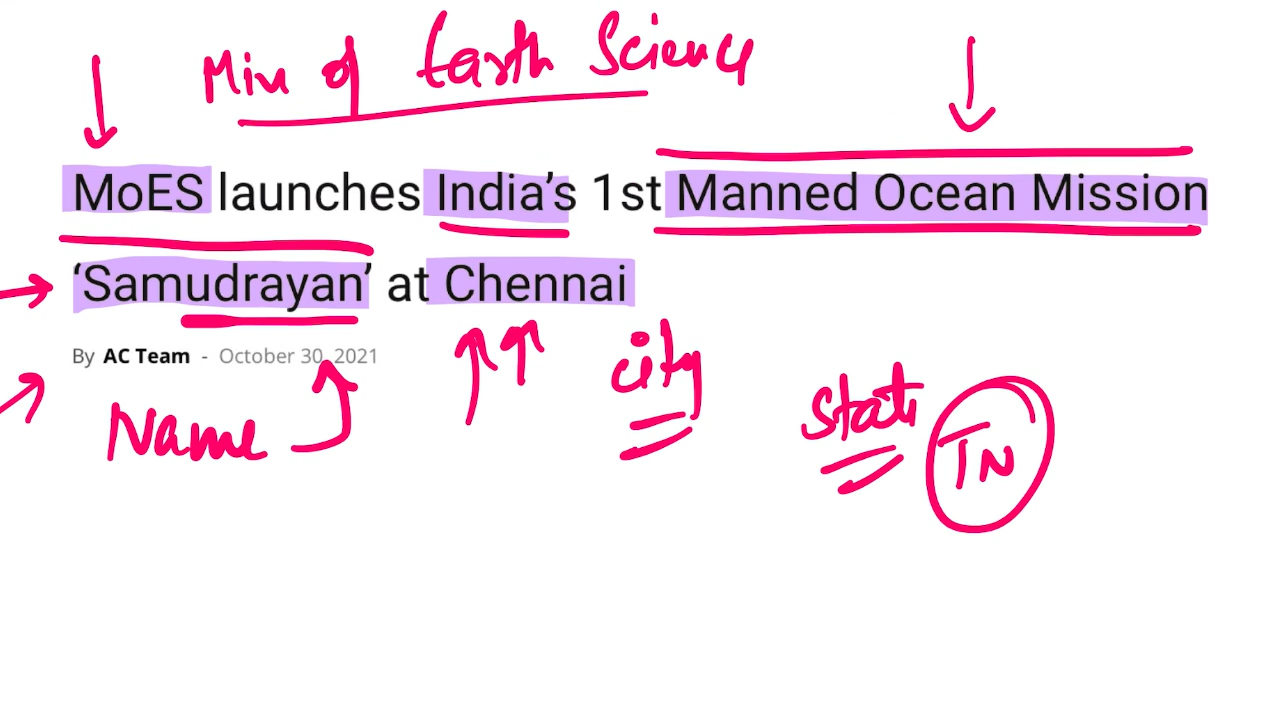 Min of Earth Science
MoES launches India's 1st Manned Ocean Mission
‘Samudrayan’ at Chennai
By AC Team - October 30, 2021
Name
city
State
TN